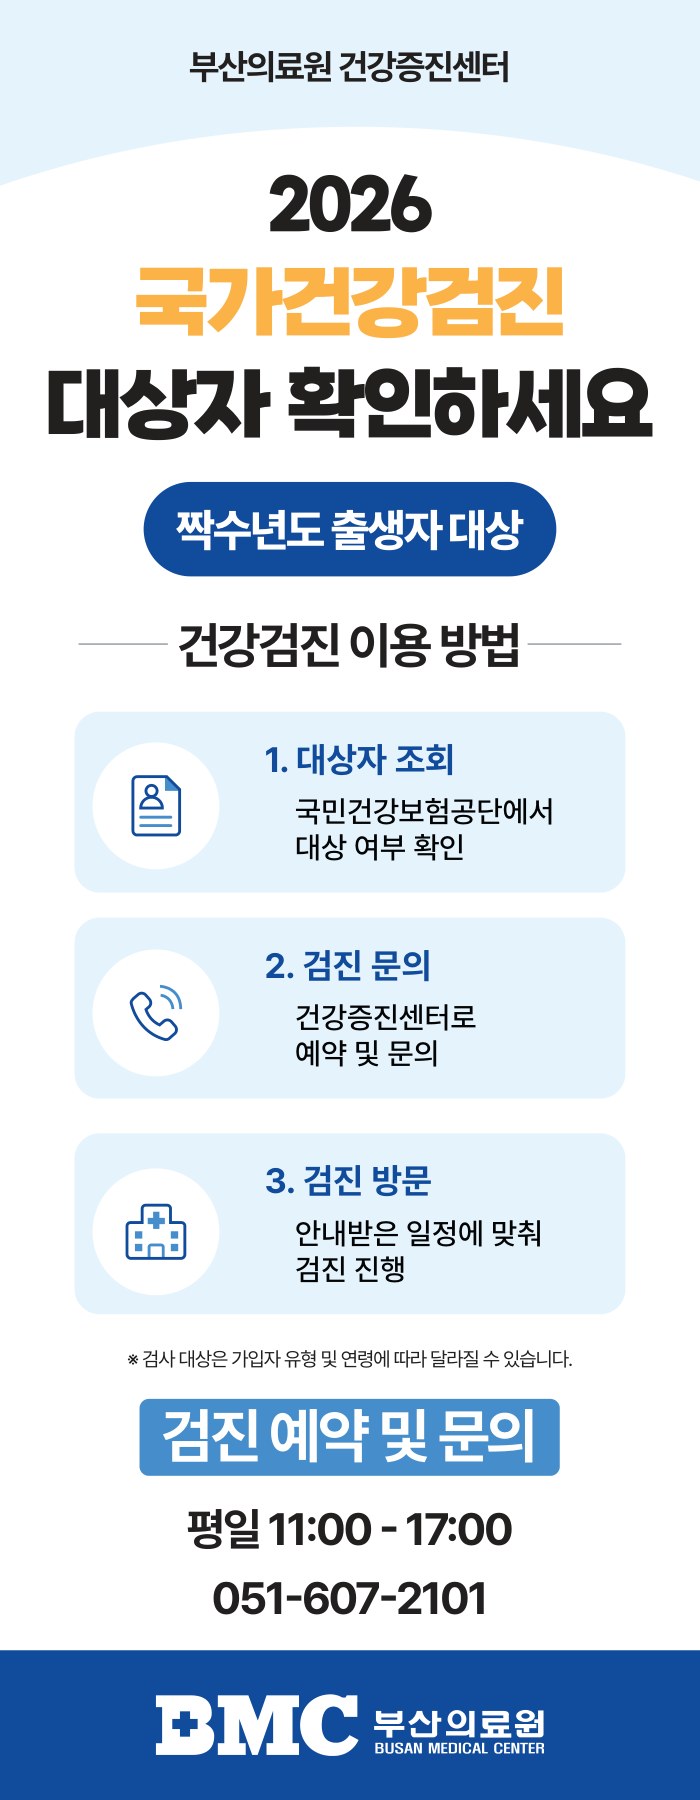 부산의료원 건강증진센터
2026
국가건강검진
대상자 확인하세요
짝수년도 출생자 대상
건강검진 이용 방법
1. 대상자 조회
국민건강보험공단에서
대상 여부 확인
2. 검진 문의
건강증진센터로
예약 및 문의
3. 검진 방문
안내받은 일정에 맞춰
검진 진행
※ 검사 대상은 가입자 유형 및 연령에 따라 달라질 수 있습니다.
검진 예약 및 문의
평일 11:00 - 17:00
051-607-2101
BMC 부산의료원
BUSAN MEDICAL CENTER